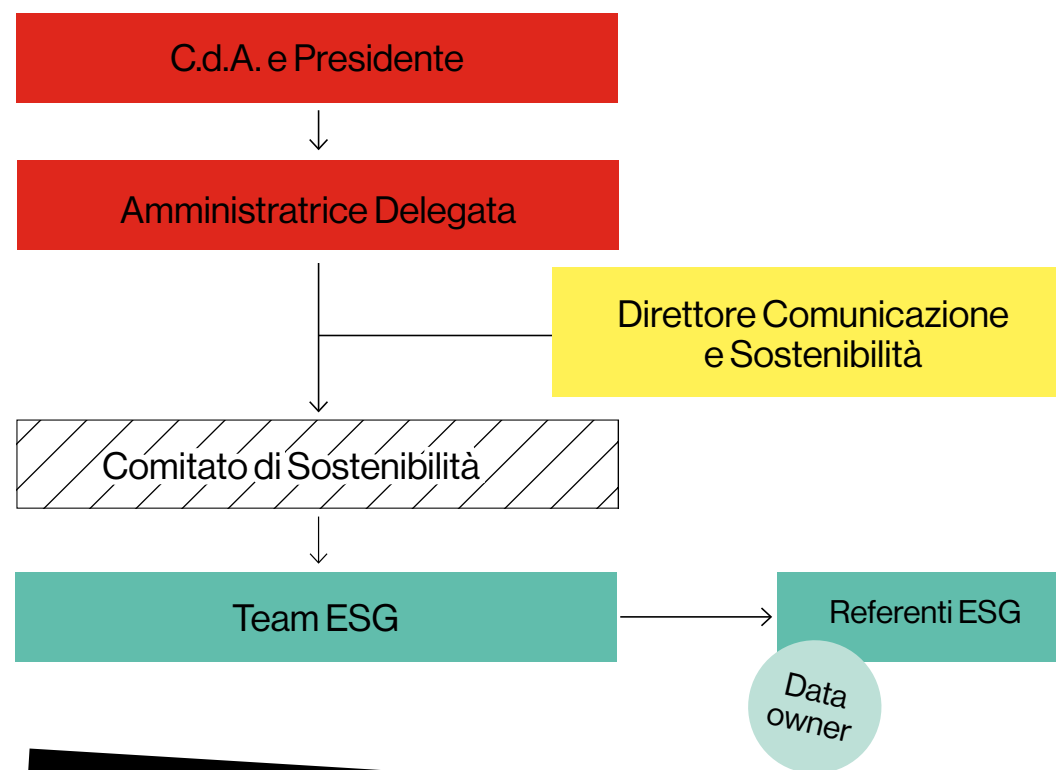 C.d.A. e Presidente
Amministratrice Delegata
Direttore Comunicazione
e Sostenibilità
Comitato di Sostenibilità
Team ESG
Referenti ESG
Data
owner